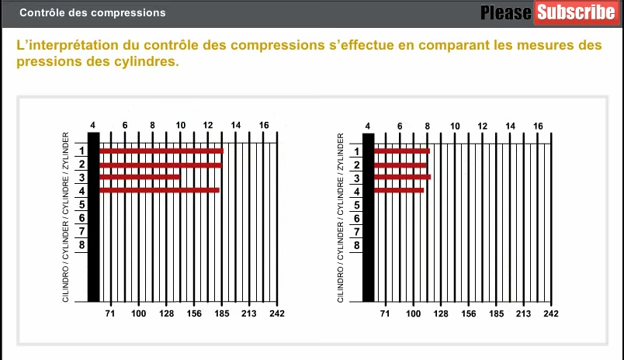 Contrôle des compressions
Please Subscribe
L'interprétation du contrôle des compressions s'effectue en comparant les mesures des
pressions des cylindres.
4 6 8 10 12 14 16
CILINDRO / CYLINDER / CYLINDRE / ZYLINDER
1
2
3
4
5
6
7
8
71 100 128 156 185 213 242
4 6 8 10 12 14 16
CILINDRO / CYLINDER / CYLINDRE / ZYLINDER
1
2
3
4
5
6
7
8
71 100 128 156 185 213 242